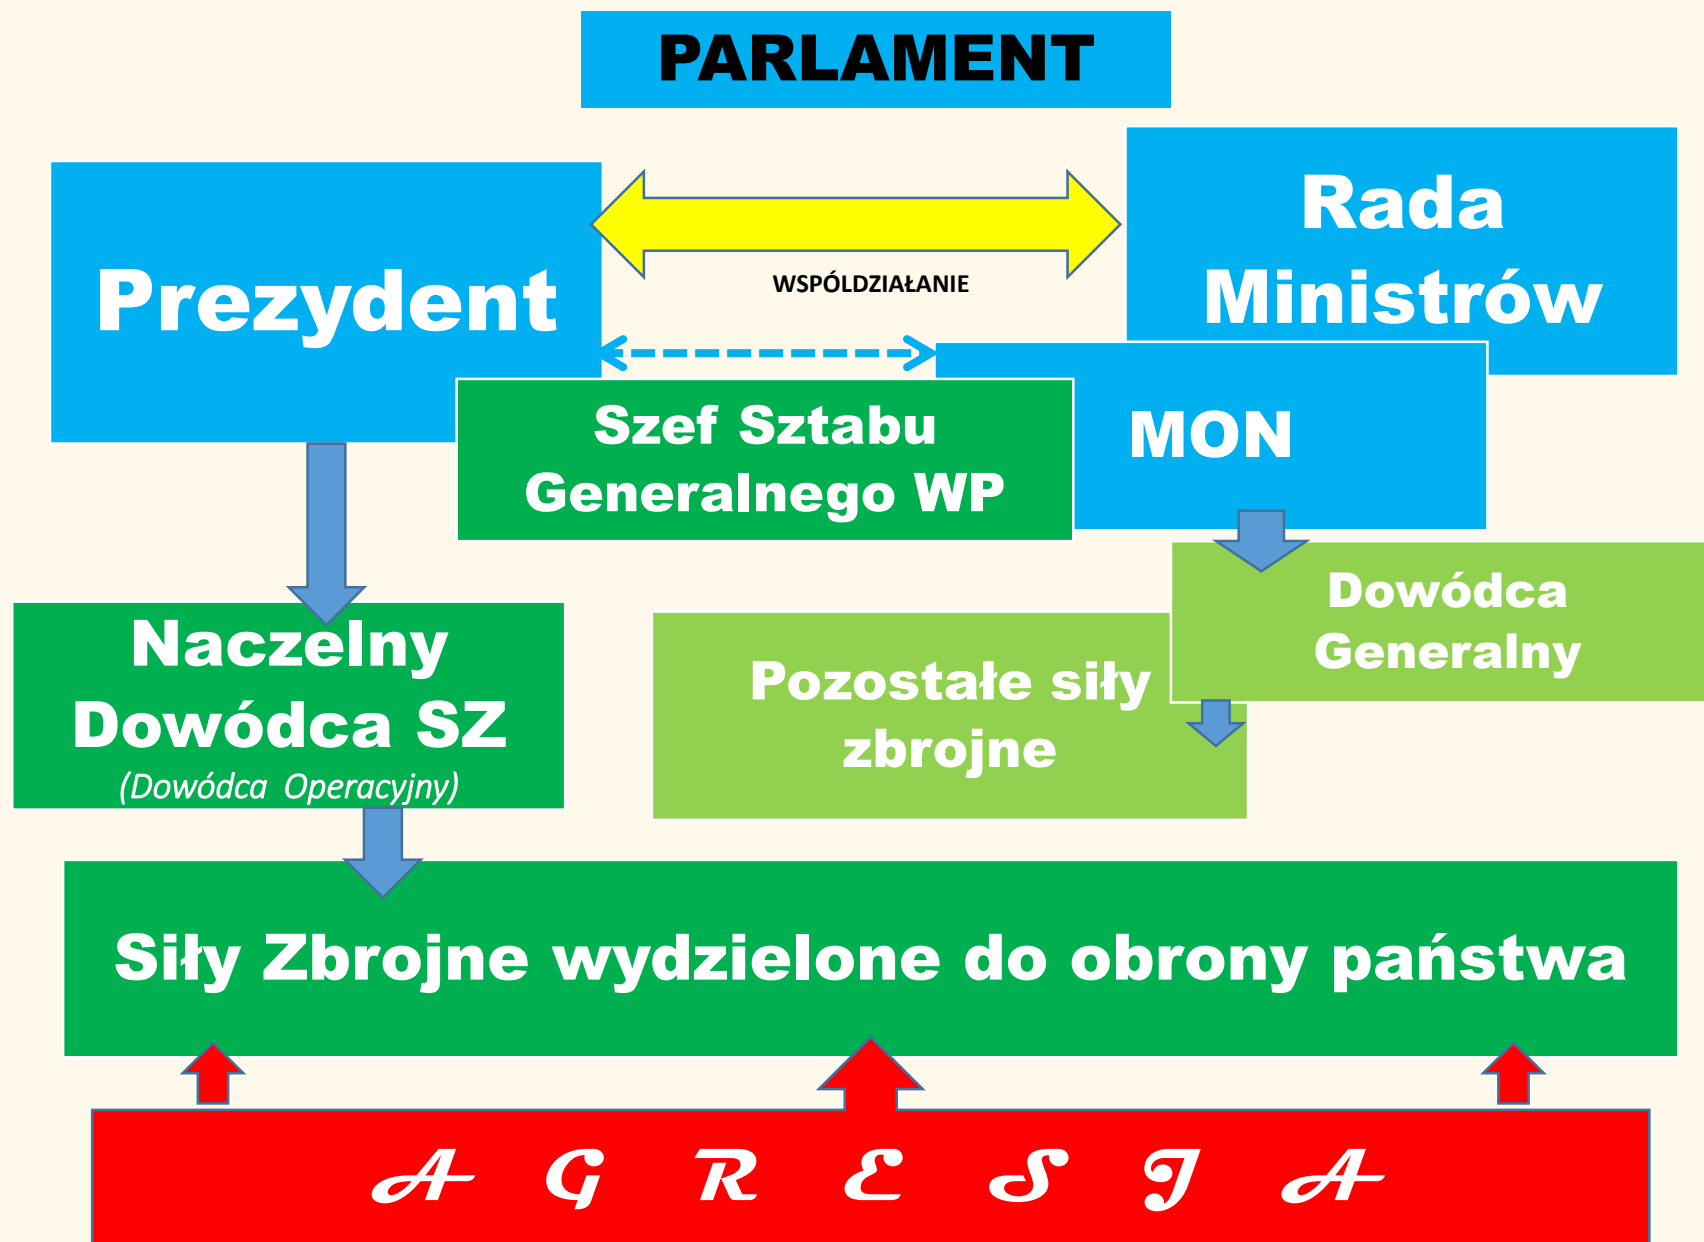 PARLAMENT
Prezydent
WSPÓLDZIAŁANIE
Rada
Ministrów
Szef Sztabu
Generalnego WP
MON
Naczelny
Dowódca SZ
(Dowódca Operacyjny)
Pozostałe siły
zbrojne
Dowódca
Generalny
Siły Zbrojne wydzielone do obrony państwa
A G R E S J A